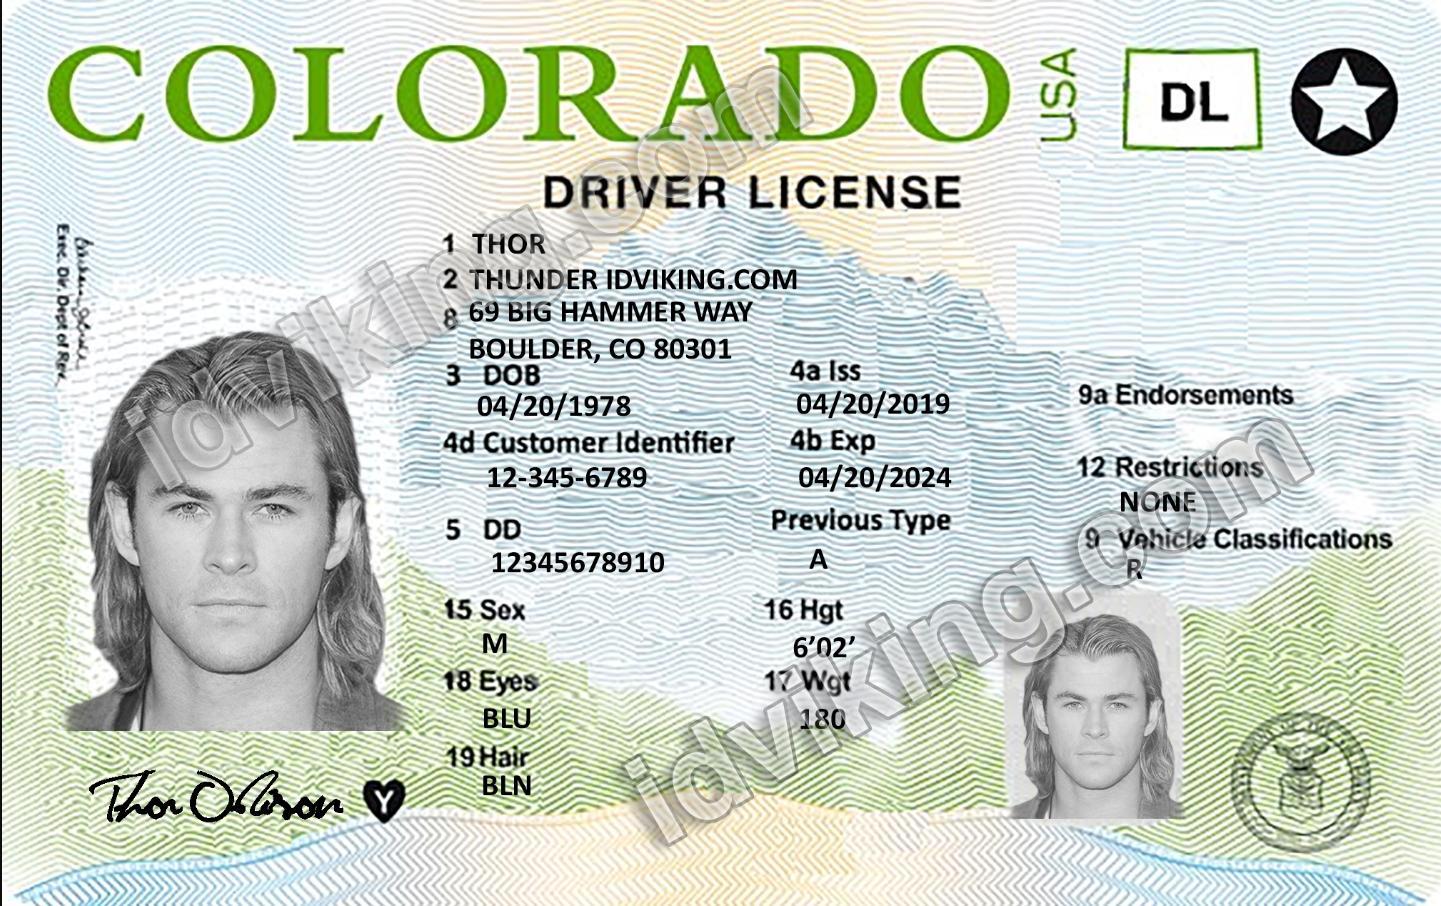 COLORADO USA DL
DRIVER LICENSE
1 THOR
2 THUNDER IDVIKING.COM
8 69 BIG HAMMER WAY
BOULDER, CO 80301
3 DOB
04/20/1978
4a Iss
04/20/2019
4d Customer Identifier
12-345-6789
4b Exp
04/20/2024
5 DD
12345678910
Previous Type
A
9a Endorsements
12 Restrictions
NONE
9 Vehicle Classifications
R
15 Sex
M
16 Hgt
6’02’
18 Eyes
BLU
17 Wgt
180
19 Hair
BLN
Exec. Dir. Dept of Rev.
Thor
Y
idviking.com
idviking.com